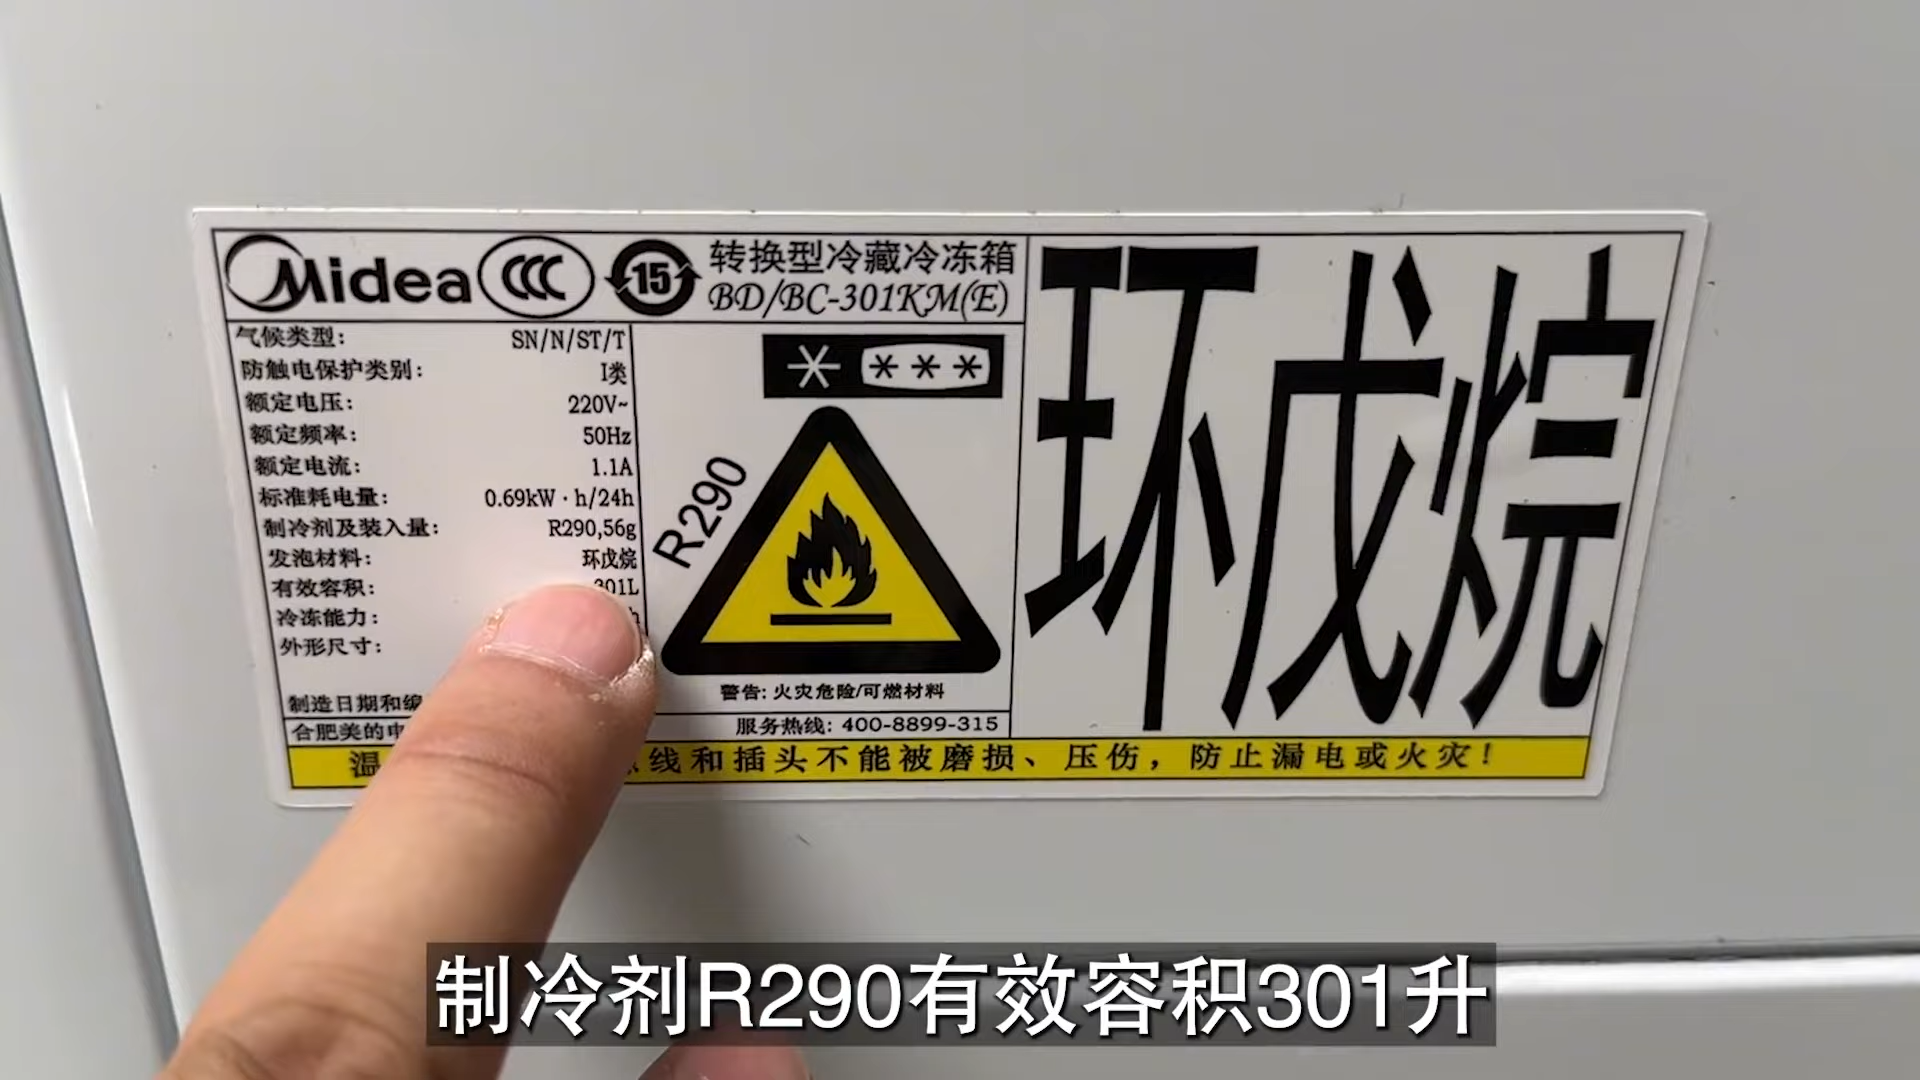 Midea CCC 15 转换型冷藏冷冻箱
BD/BC-301KM(E)
气候类型: SN/N/ST/T
防触电保护类别: I类
额定电压: 220V~
额定频率: 50Hz
额定电流: 1.1A
标准耗电量: 0.69kW·h/24h
制冷剂及装入量: R290,56g
发泡材料: 环戊烷
有效容积: 301L
冷冻能力:
外形尺寸:
制造日期和编
合肥美的电
R290
警告: 火灾危险/可燃材料
服务热线: 400-8899-315
环戊烷
温
线和插头不能被磨损、压伤，防止漏电或火灾！
制冷剂R290有效容积301升